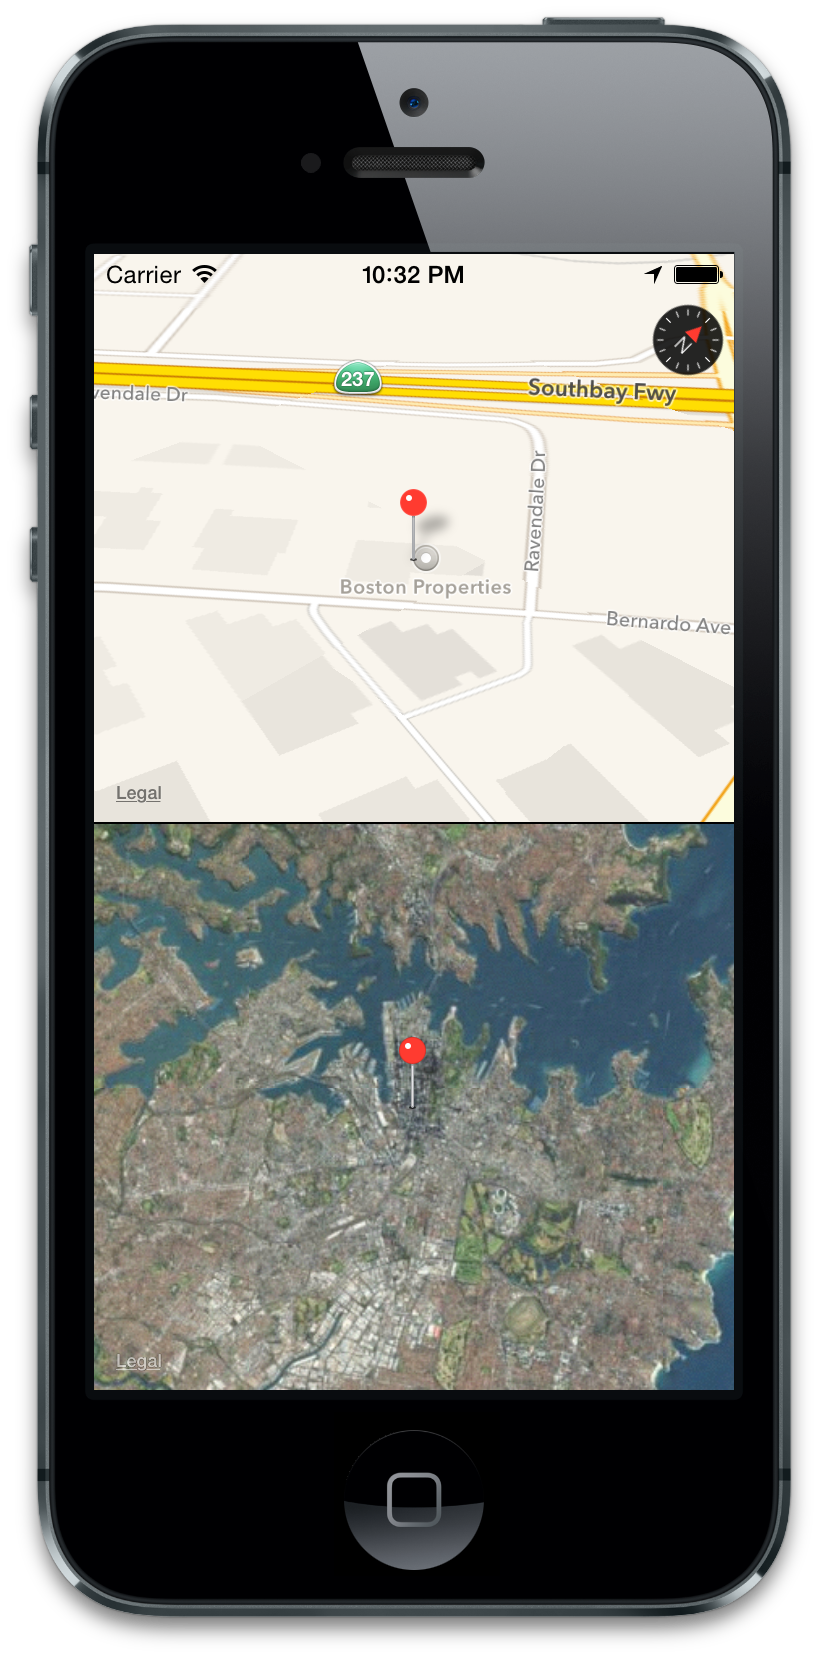 Carrier
10:32 PM
N
237
Southbay Fwy
vendale Dr
Ravendale Dr
Boston Properties
Bernardo Ave
Legal
Legal